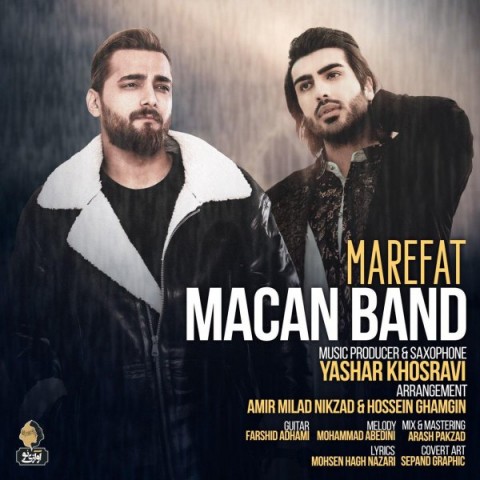 MAREFAT
MACAN BAND
MUSIC PRODUCER & SAXOPHONE
YASHAR KHOSRAVI
ARRANGEMENT
AMIR MILAD NIKZAD & HOSSEIN GHAMGIN
GUITAR MELODY MIX & MASTERING
FARSHID ADHAMI MOHAMMAD ABEDINI ARASH PAKZAD
LYRICS COVERT ART
MOHSEN HAGH NAZARI SEPAND GRAPHIC